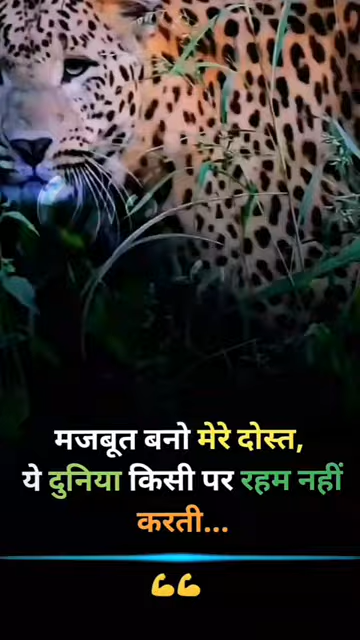 मजबूत बनो मेरे दोस्त,
ये दुनिया किसी पर रहम नहीं
करती...
💪💪